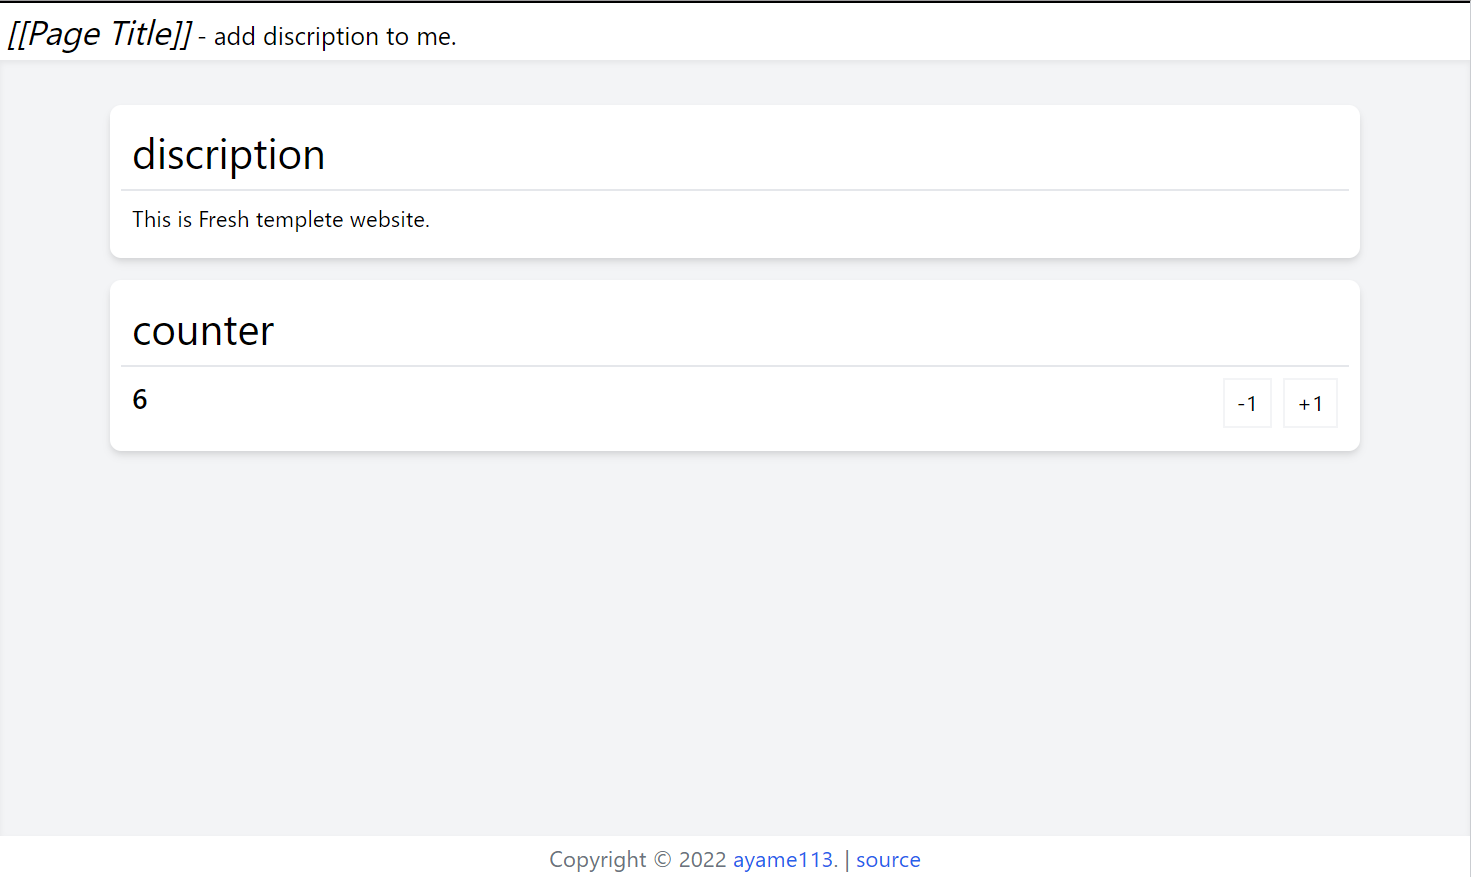 [[Page Title]] - add discription to me.
discription
This is Fresh templete website.
counter
6 -1 +1
Copyright © 2022 ayame113. | source